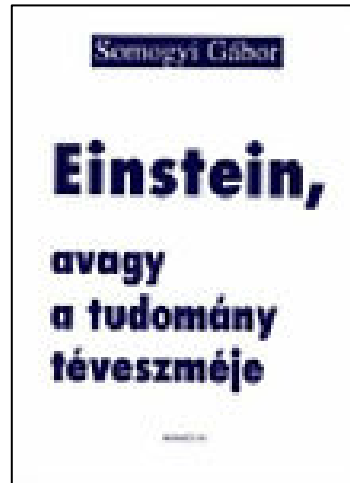 Somogyi Gábor
Einstein,
avagy
a tudomány
téveszméje